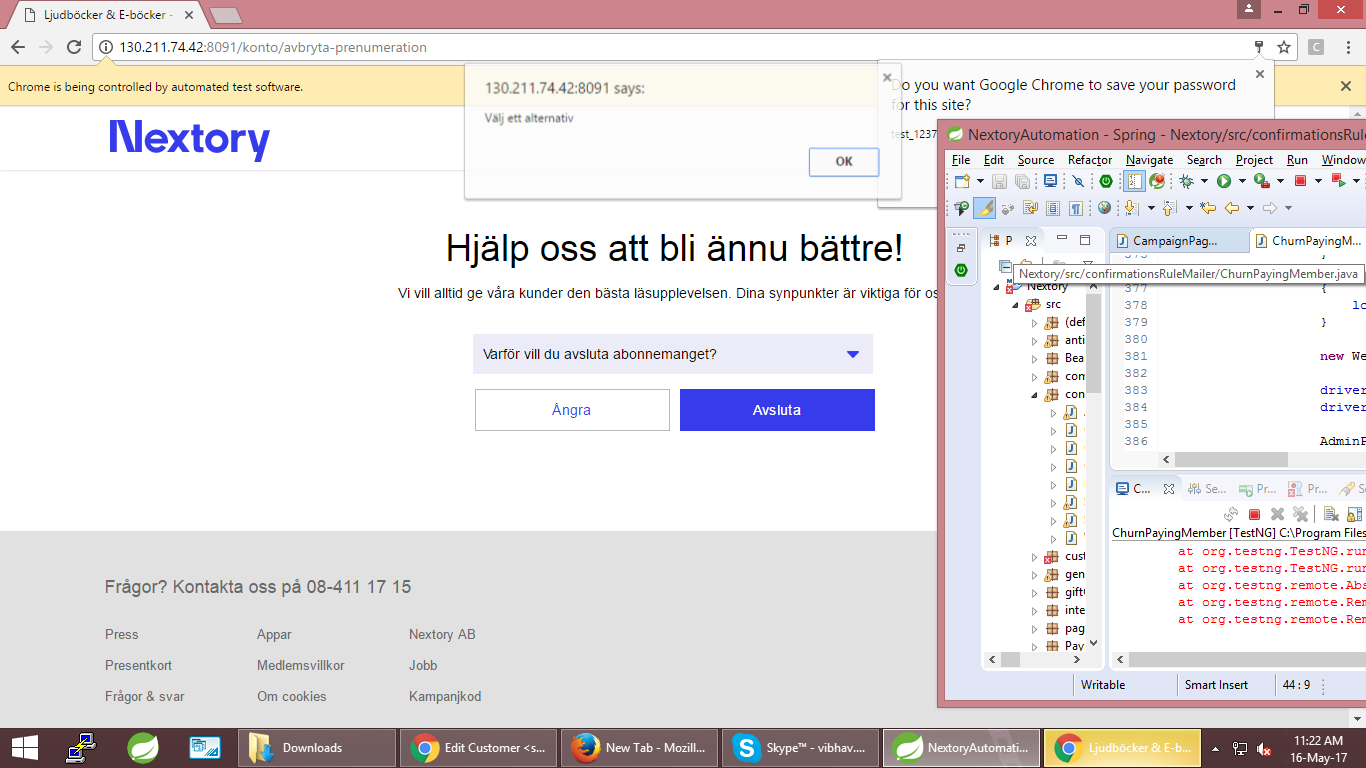 Ljudböcker & E-böcker -
130.211.74.42:8091/konto/avbryta-prenumeration
Chrome is being controlled by automated test software.
130.211.74.42:8091 says:
Välj ett alternativ
OK
Do you want Google Chrome to save your password
for this site?
test_1237
Nextory
Hjälp oss att bli ännu bättre!
Vi vill alltid ge våra kunder den bästa läsupplevelsen. Dina synpunkter är viktiga för os
Varför vill du avsluta abonnemanget?
Ångra
Avsluta
Frågor? Kontakta oss på 08-411 17 15
Press
Appar
Nextory AB
Presentkort
Medlemsvillkor
Jobb
Frågor & svar
Om cookies
Kampanjkod
NextoryAutomation - Spring - Nextory/src/confirmationsRule
File Edit Source Refactor Navigate Search Project Run Window
P
CampaignPag...
ChurnPayingM...
Nextory/src/confirmationsRuleMailer/ChurnPayingMember.java
Nextory
src
(def
anti
Bea
com
con
cust
gen
gift
inte
pag
Pay
377 {
378 lo
379 }
380
381 new We
382
383 driver
384 driver
385
386 AdminP
C...
Se...
Pr...
Pr...
ChurnPayingMember [TestNG] C:\Program Files
at org.testng.TestNG.run
at org.testng.TestNG.run
at org.testng.remote.Abs
at org.testng.remote.Rem
at org.testng.remote.Rem
Writable
Smart Insert
44 : 9
Downloads
Edit Customer <s...
New Tab - Mozill...
Skype™ - vibhav....
NextoryAutomati...
Ljudböcker & E-b...
11:22 AM
16-May-17